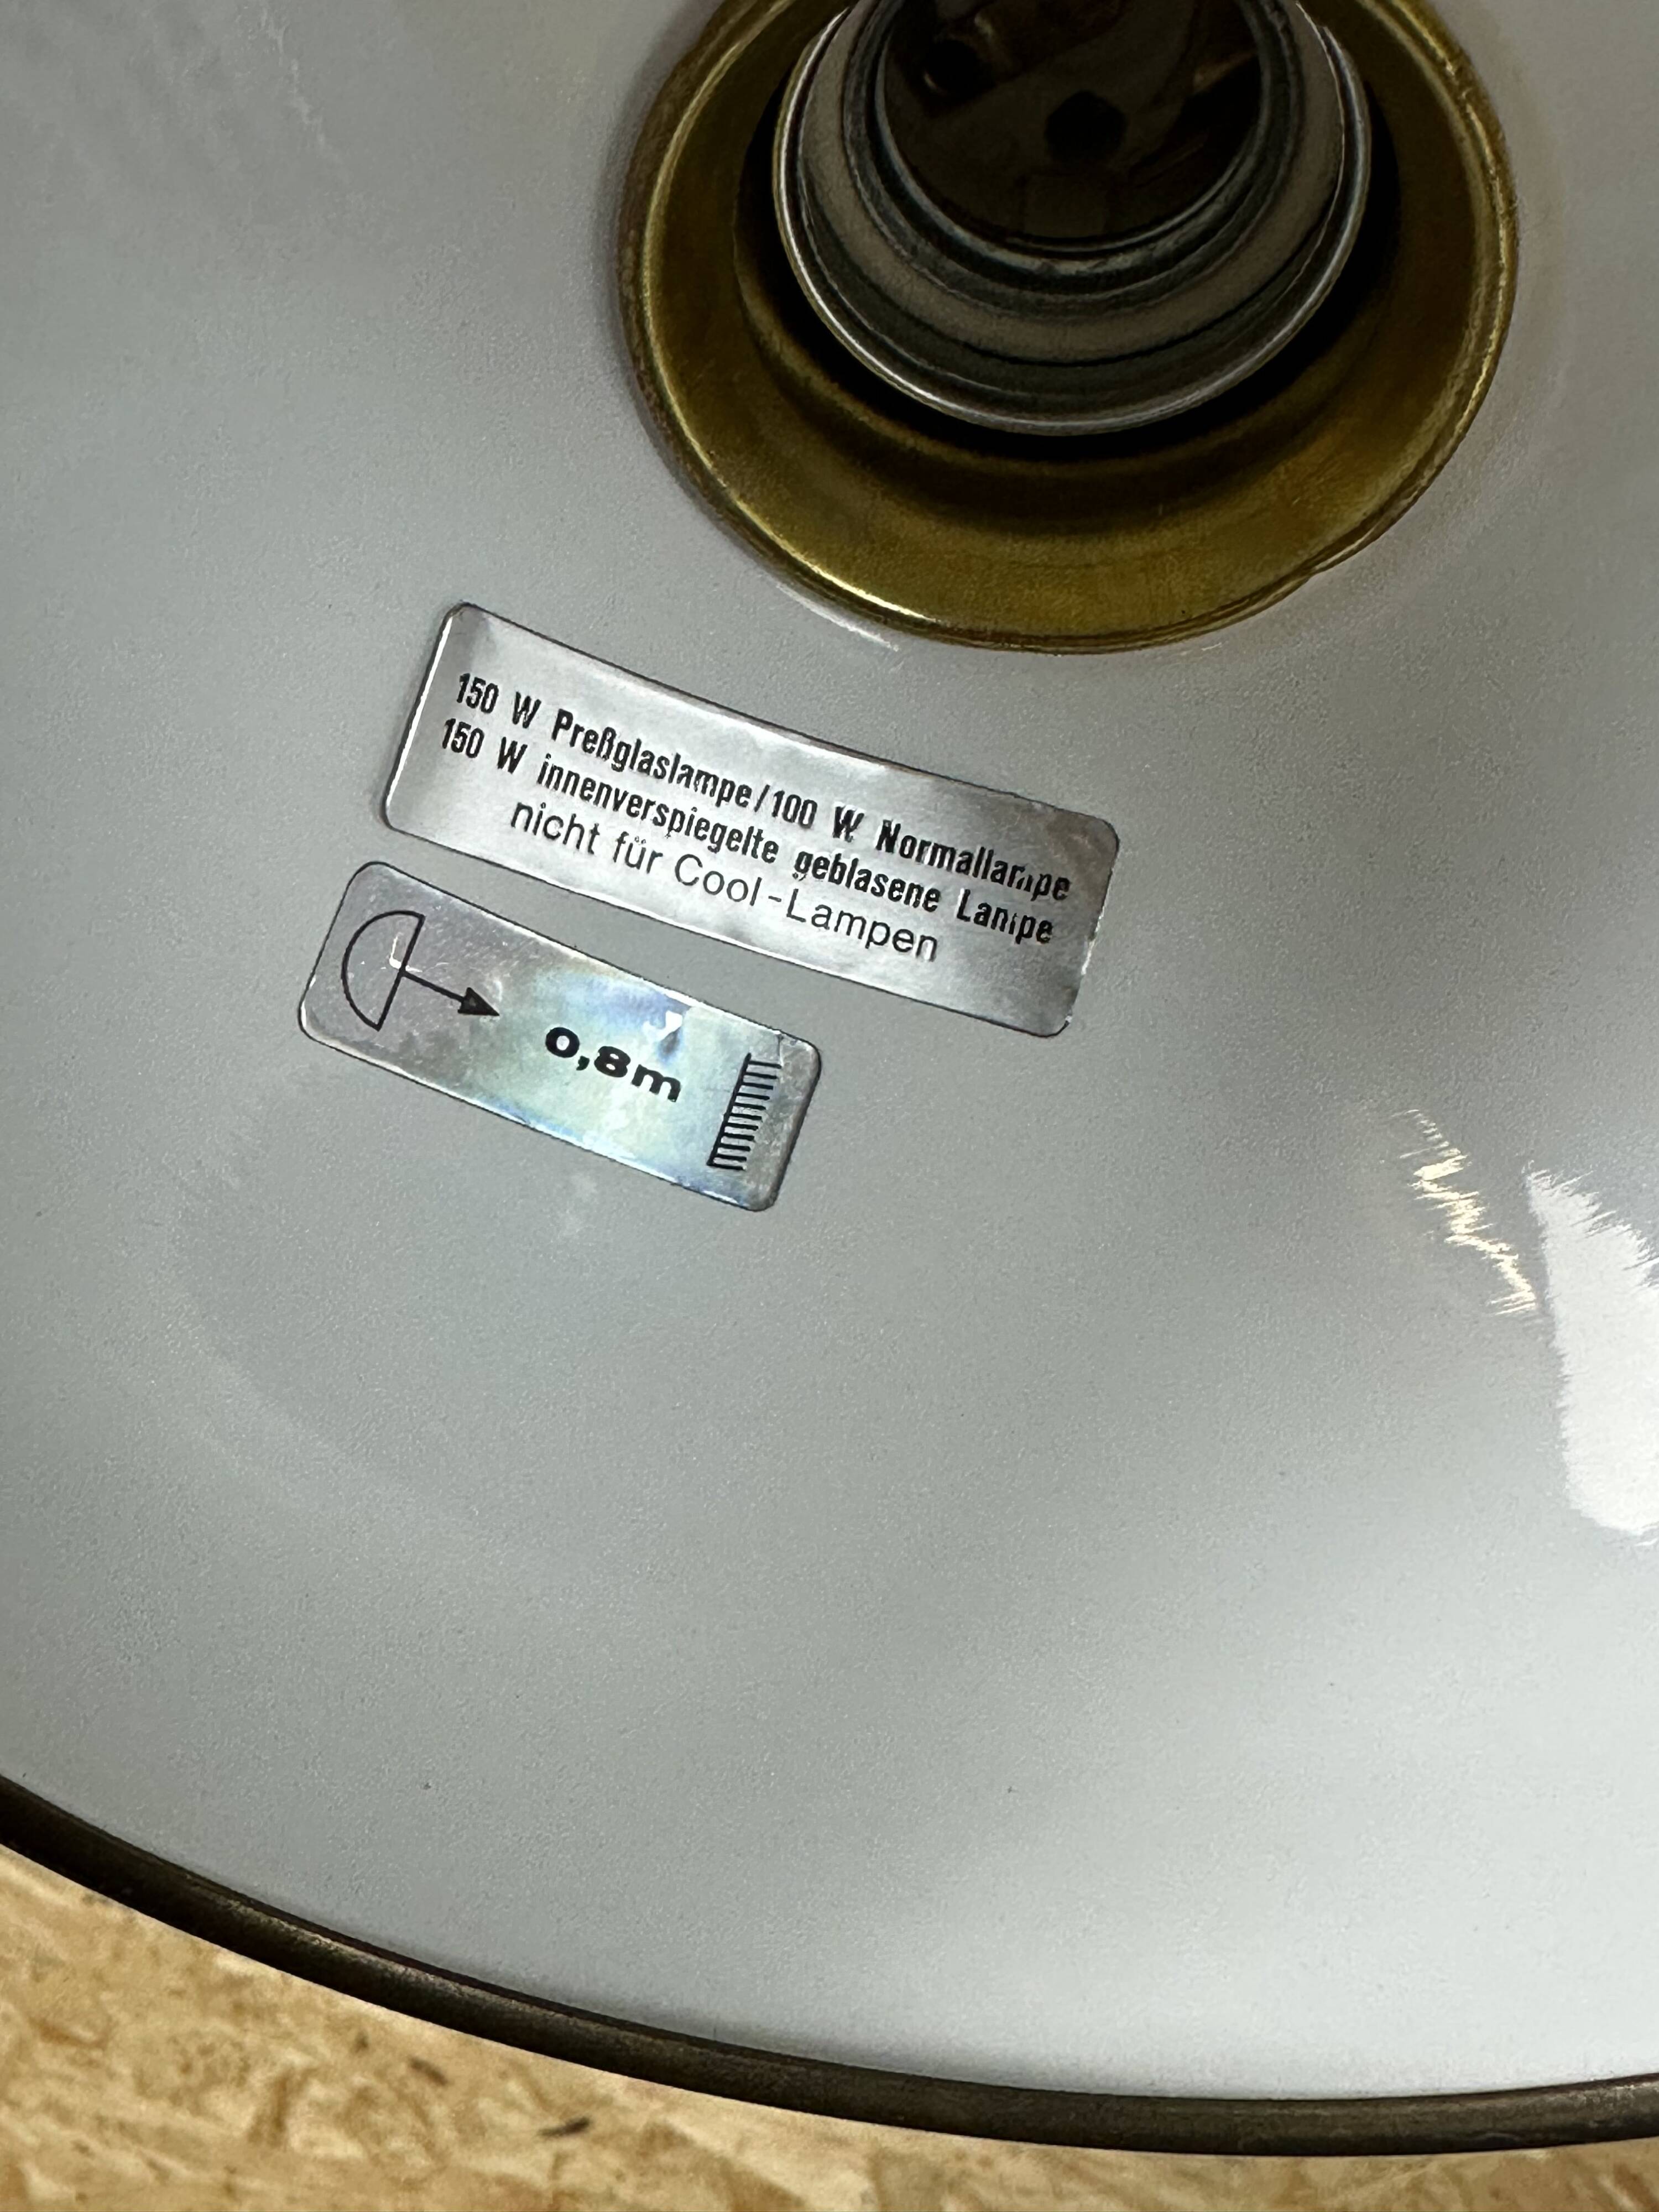 150 W Preßglaslampe/100 W Normallampe
150 W innenverspiegelte geblasene Lampe
nicht für Cool-Lampen
0,8m